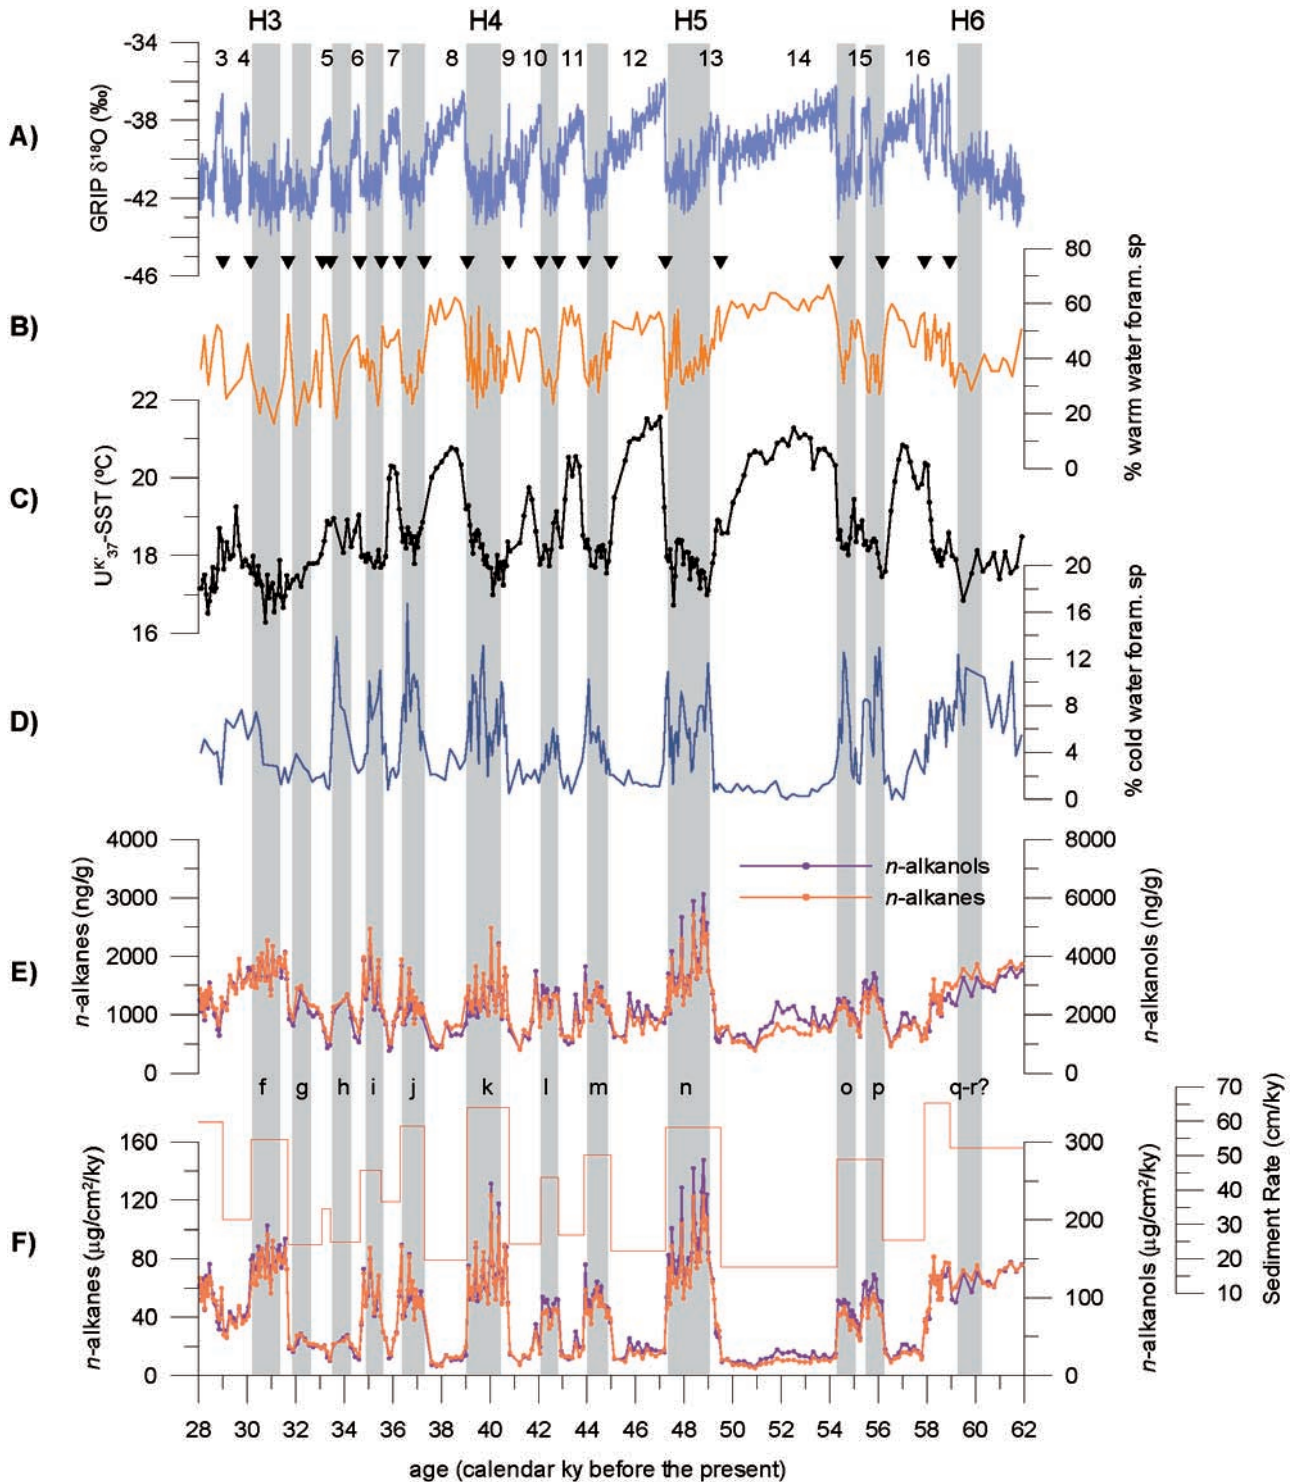 H3 H4 H5 H6
3 4 5 6 7 8 9 10 11 12 13 14 15 16
A)
GRIP δ¹⁸O (‰)
-34
-38
-42
-46
B)
% warm water foram. sp
80
60
40
20
0
C)
Uᴷ'₃₇-SST (ºC)
22
20
18
16
D)
% cold water foram. sp
20
16
12
8
4
0
E)
n-alkanes (ng/g)
4000
3000
2000
1000
0
n-alkanols
n-alkanes
n-alkanols (ng/g)
8000
6000
4000
2000
0
f g h i j k l m n o p q-r?
F)
n-alkanes (µg/cm²/ky)
160
120
80
40
0
n-alkanols (µg/cm²/ky)
300
200
100
0
Sediment Rate (cm/ky)
70
60
50
40
30
20
10
28 30 32 34 36 38 40 42 44 46 48 50 52 54 56 58 60 62
age (calendar ky before the present)